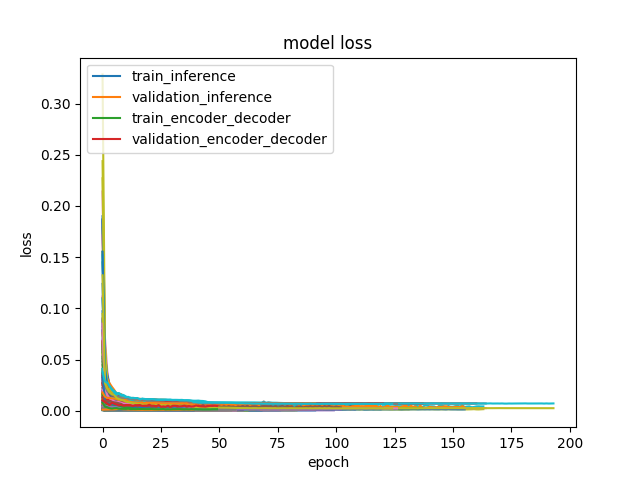 model loss
train_inference
validation_inference
train_encoder_decoder
validation_encoder_decoder
loss
0.30
0.25
0.20
0.15
0.10
0.05
0.00
0 25 50 75 100 125 150 175 200
epoch